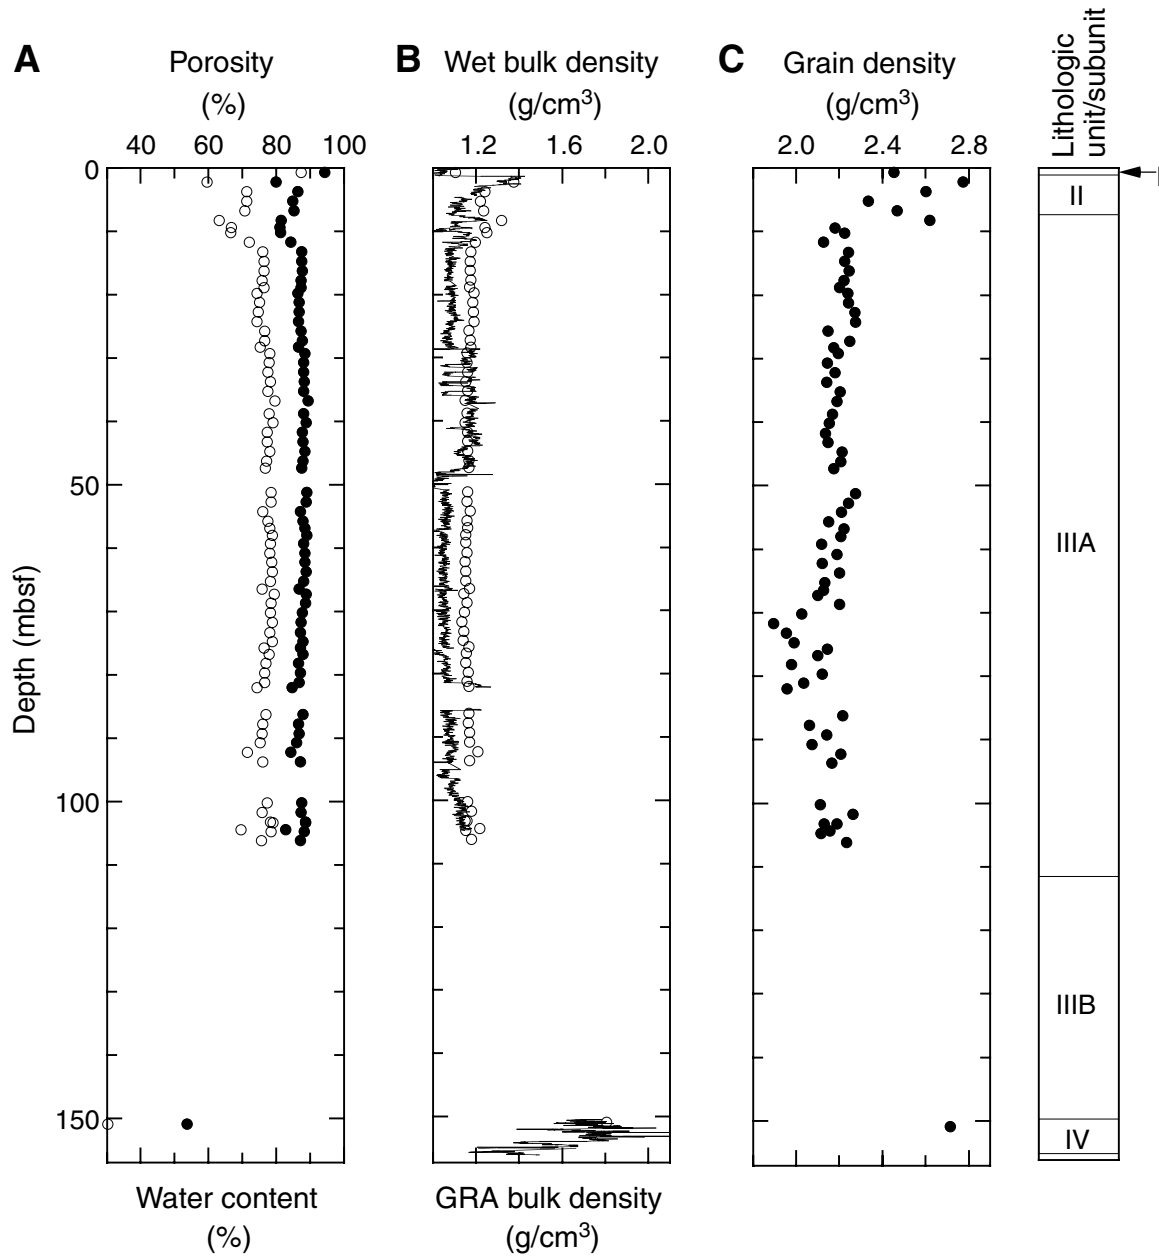 A
Porosity
(%)
40 60 80 100
B
Wet bulk density
(g/cm³)
1.2 1.6 2.0
C
Grain density
(g/cm³)
2.0 2.4 2.8
Lithologic
unit/subunit
0
50
100
150
Depth (mbsf)
II
IIIA
IIIB
IV
Water content
(%)
GRA bulk density
(g/cm³)